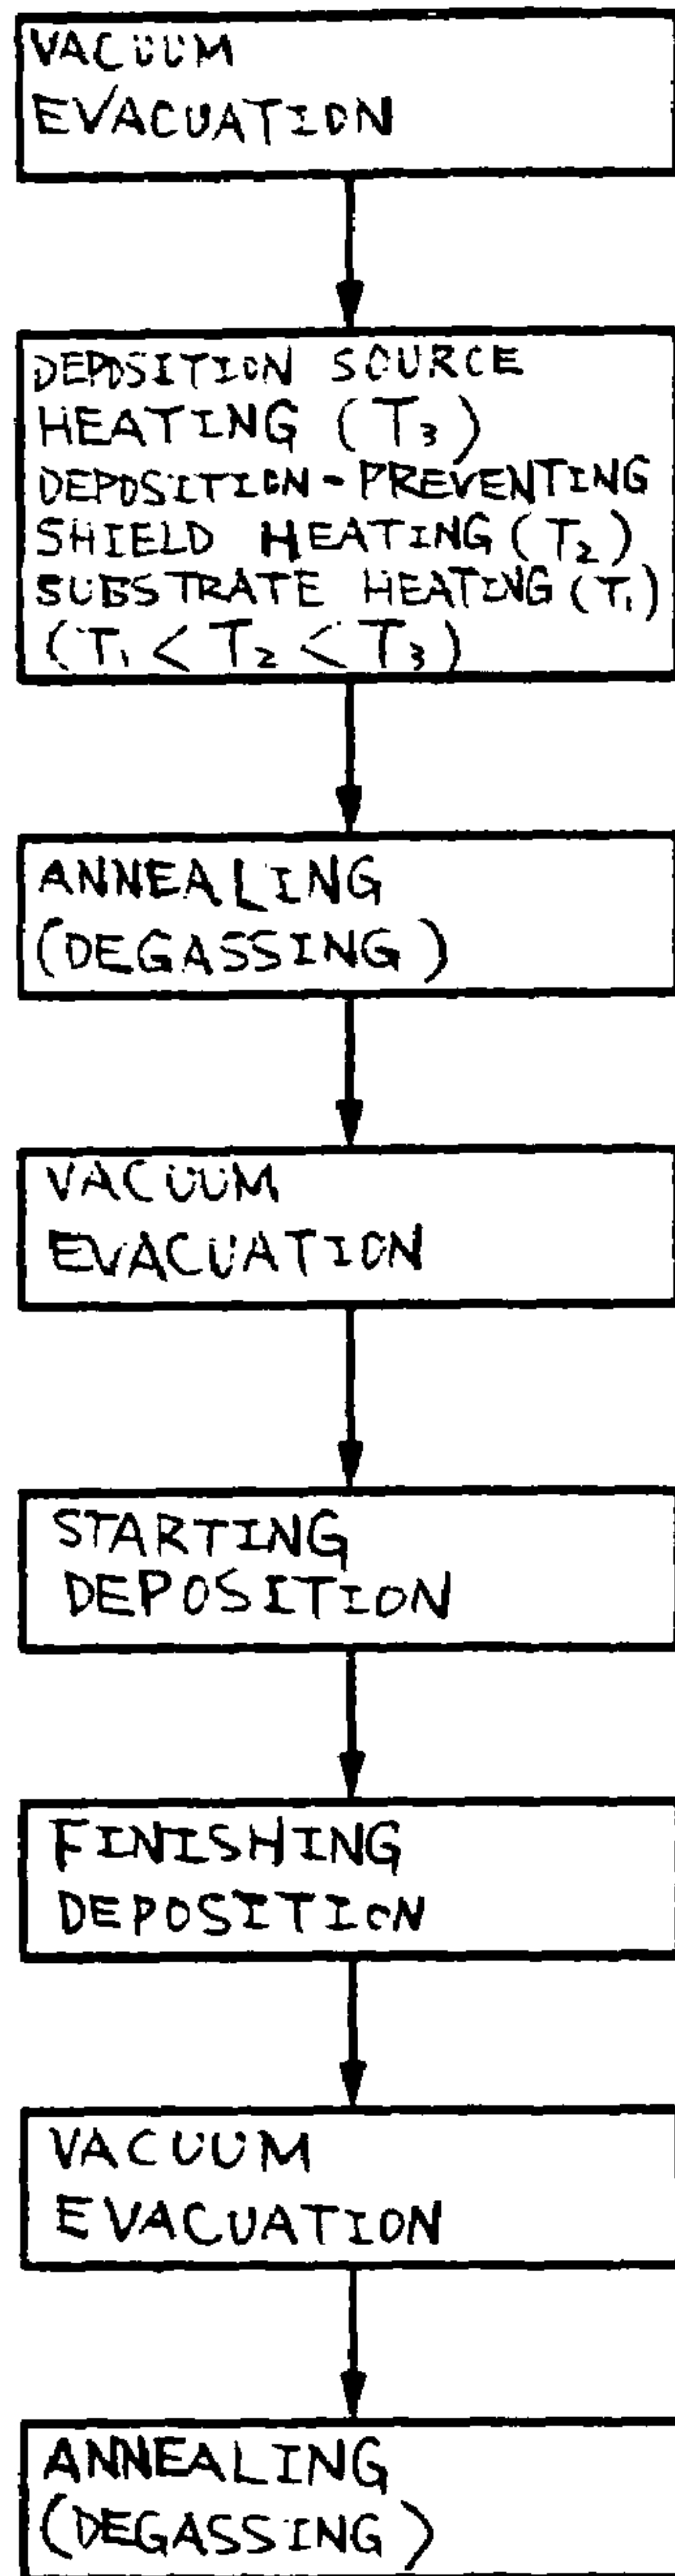 VACUUM
EVACUATION
DEPOSITION SOURCE
HEATING (T₃)
DEPOSITION-PREVENTING
SHIELD HEATING (T₂)
SUBSTRATE HEATING (T₁)
(T₁ < T₂ < T₃)
ANNEALING
(DEGASSING)
VACUUM
EVACUATION
STARTING
DEPOSITION
FINISHING
DEPOSITION
VACUUM
EVACUATION
ANNEALING
(DEGASSING)